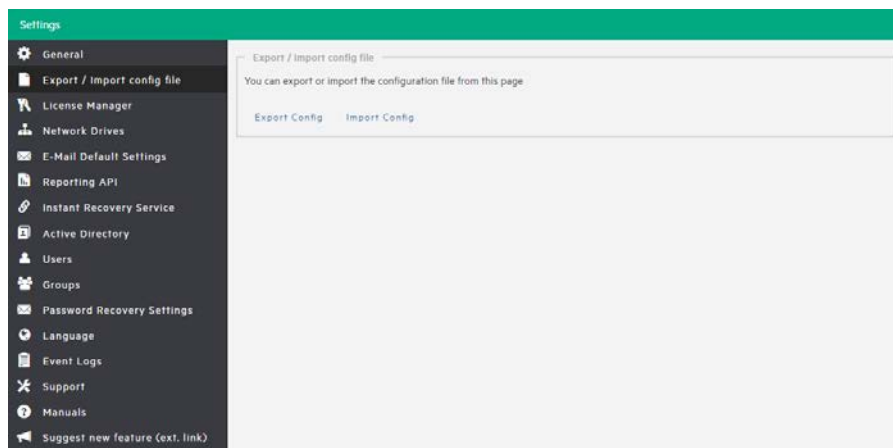 Settings
General
Export / Import config file
License Manager
Network Drives
E-Mail Default Settings
Reporting API
Instant Recovery Service
Active Directory
Users
Groups
Password Recovery Settings
Language
Event Logs
Support
Manuals
Suggest new feature (ext. link)
Export / Import config file
You can export or import the configuration file from this page
Export Config Import Config